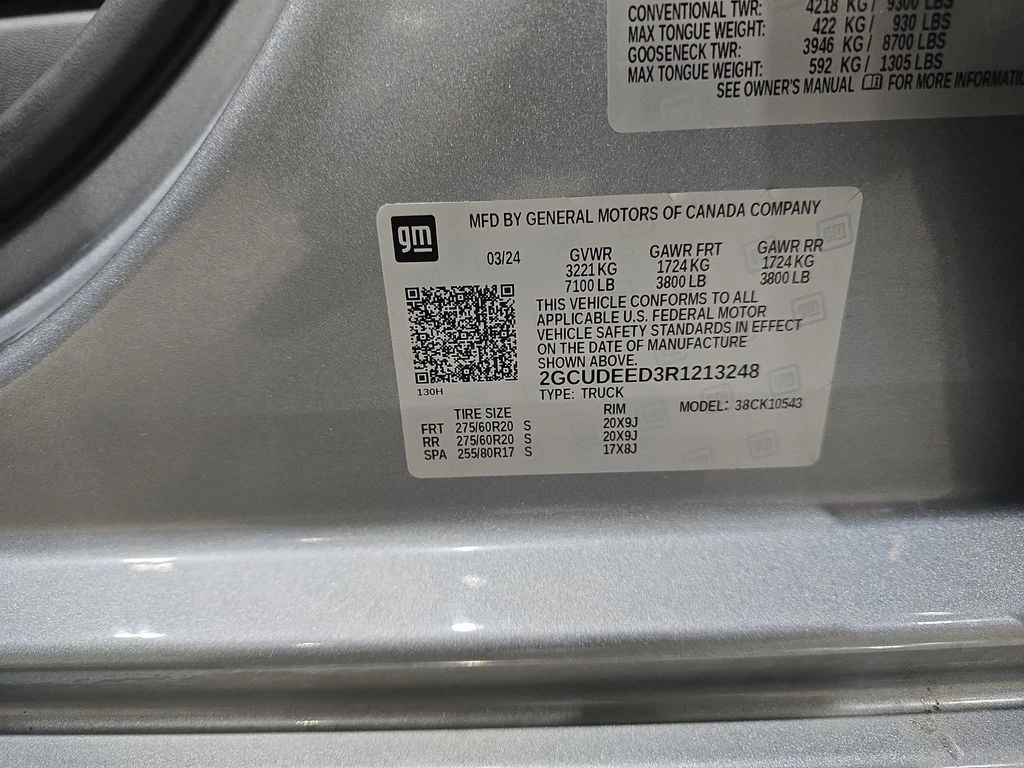 CONVENTIONAL TWR: 4218 KG/ 9300 LBS
MAX TONGUE WEIGHT: 422 KG/ 930 LBS
GOOSENECK TWR: 3946 KG/ 8700 LBS
MAX TONGUE WEIGHT: 592 KG/ 1305 LBS
SEE OWNER'S MANUAL FOR MORE INFORMATIO
gm
MFD BY GENERAL MOTORS OF CANADA COMPANY
03/24 GVWR GAWR FRT GAWR RR
3221 KG 1724 KG 1724 KG
7100 LB 3800 LB 3800 LB
THIS VEHICLE CONFORMS TO ALL
APPLICABLE U.S. FEDERAL MOTOR
VEHICLE SAFETY STANDARDS IN EFFECT
ON THE DATE OF MANUFACTURE
SHOWN ABOVE.
2GCUDEED3R1213248
130H
TYPE: TRUCK
MODEL: 38CK10543
TIRE SIZE RIM
FRT 275/60R20 S 20X9J
RR 275/60R20 S 20X9J
SPA 255/80R17 S 17X8J